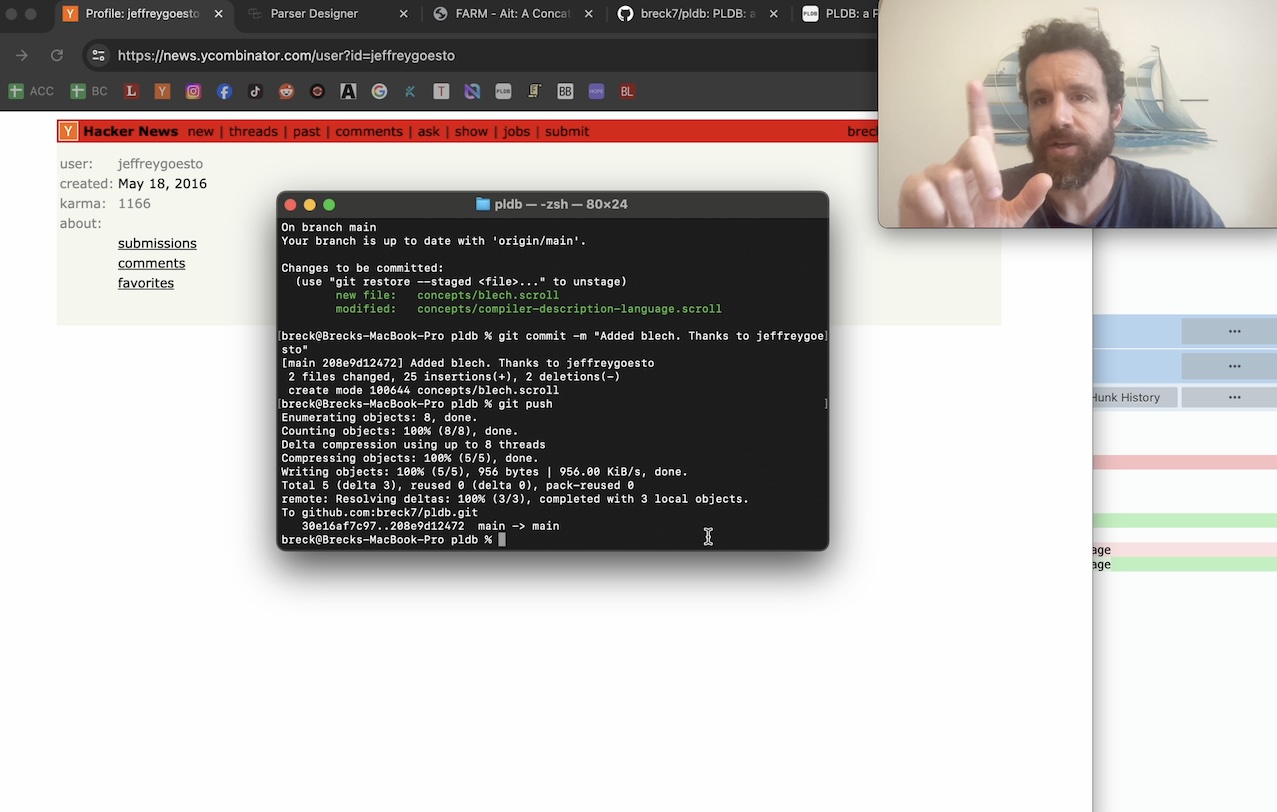 Profile: jeffreygoesto
Parser Designer
FARM - Ait: A Concat
breck7/pldb: PLDB: a
PLDB
PLDB: a P
https://news.ycombinator.com/user?id=jeffreygoesto
ACC
BC
L
Y
A
G
T
PLDB
BB
HOPE
BL
Y Hacker News new | threads | past | comments | ask | show | jobs | submit
breck
user: jeffreygoesto
created: May 18, 2016
karma: 1166
about:
submissions
comments
favorites
pldb — -zsh — 80×24
On branch main
Your branch is up to date with 'origin/main'.
Changes to be committed:
(use "git restore --staged <file>..." to unstage)
new file: concepts/blech.scroll
modified: concepts/compiler-description-language.scroll
[breck@Brecks-MacBook-Pro pldb % git commit -m "Added blech. Thanks to jeffreygoe]
sto"
[main 208e9d12472] Added blech. Thanks to jeffreygoesto
2 files changed, 25 insertions(+), 2 deletions(-)
create mode 100644 concepts/blech.scroll
[breck@Brecks-MacBook-Pro pldb % git push ]
Enumerating objects: 8, done.
Counting objects: 100% (8/8), done.
Delta compression using up to 8 threads
Compressing objects: 100% (5/5), done.
Writing objects: 100% (5/5), 956 bytes | 956.00 KiB/s, done.
Total 5 (delta 3), reused 0 (delta 0), pack-reused 0
remote: Resolving deltas: 100% (3/3), completed with 3 local objects.
To github.com:breck7/pldb.git
30e16af7c97..208e9d12472 main -> main
breck@Brecks-MacBook-Pro pldb %
Hunk History
age
age